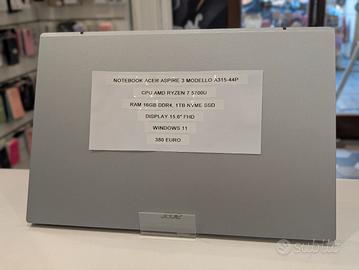 NOTEBOOK ACER ASPIRE 3 MODELLO A315-44P
CPU AMD RYZEN 7 5700U
RAM 16GB DDR4, 1TB NVME SSD
DISPLAY 15.6" FHD
WINDOWS 11
380 EURO
acer
subito